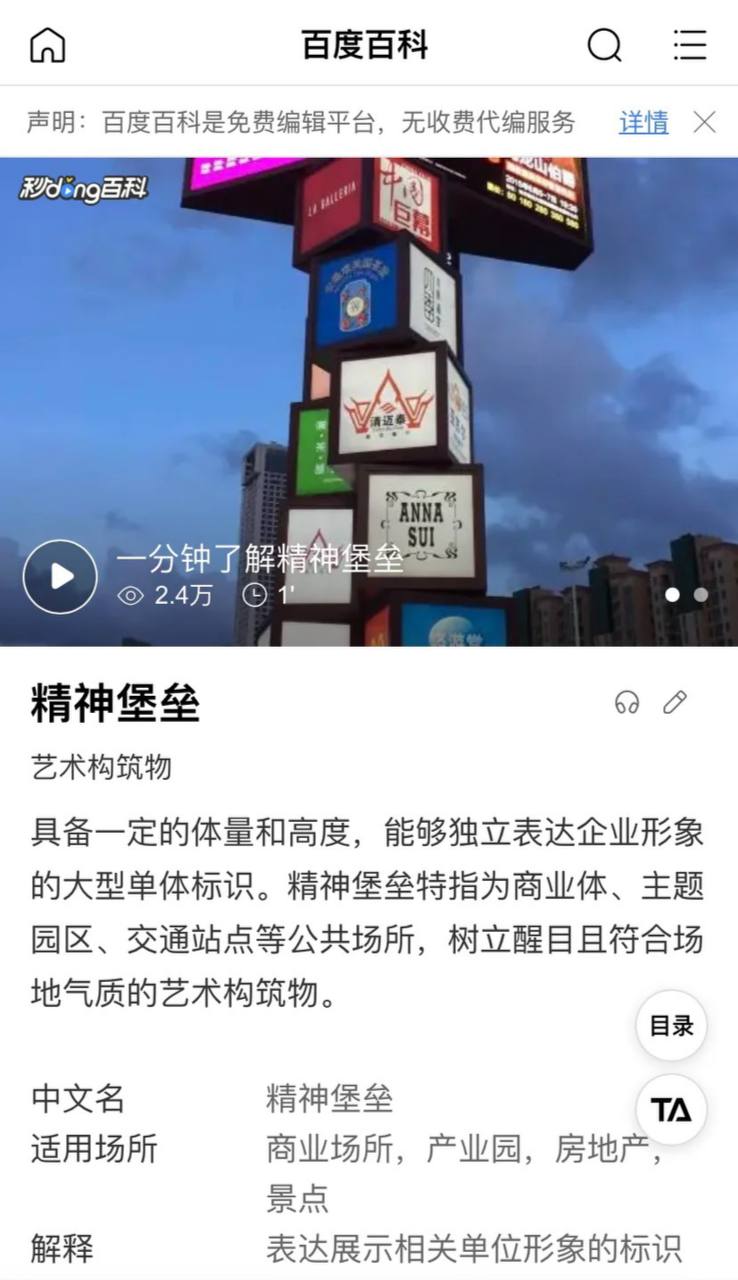 百度百科
声明：百度百科是免费编辑平台，无收费代编服务 详情
秒dong百科
LA GALLERIA
中国
巨幕
清迈泰
ANNA
SUI
一分钟了解精神堡垒
2.4万 1'
精神堡垒
艺术构筑物
具备一定的体量和高度，能够独立表达企业形象
的大型单体标识。精神堡垒特指为商业体、主题
园区、交通站点等公共场所，树立醒目且符合场
地气质的艺术构筑物。
目录
中文名 精神堡垒
TA
适用场所 商业场所，产业园，房地产，
景点
解释 表达展示相关单位形象的标识